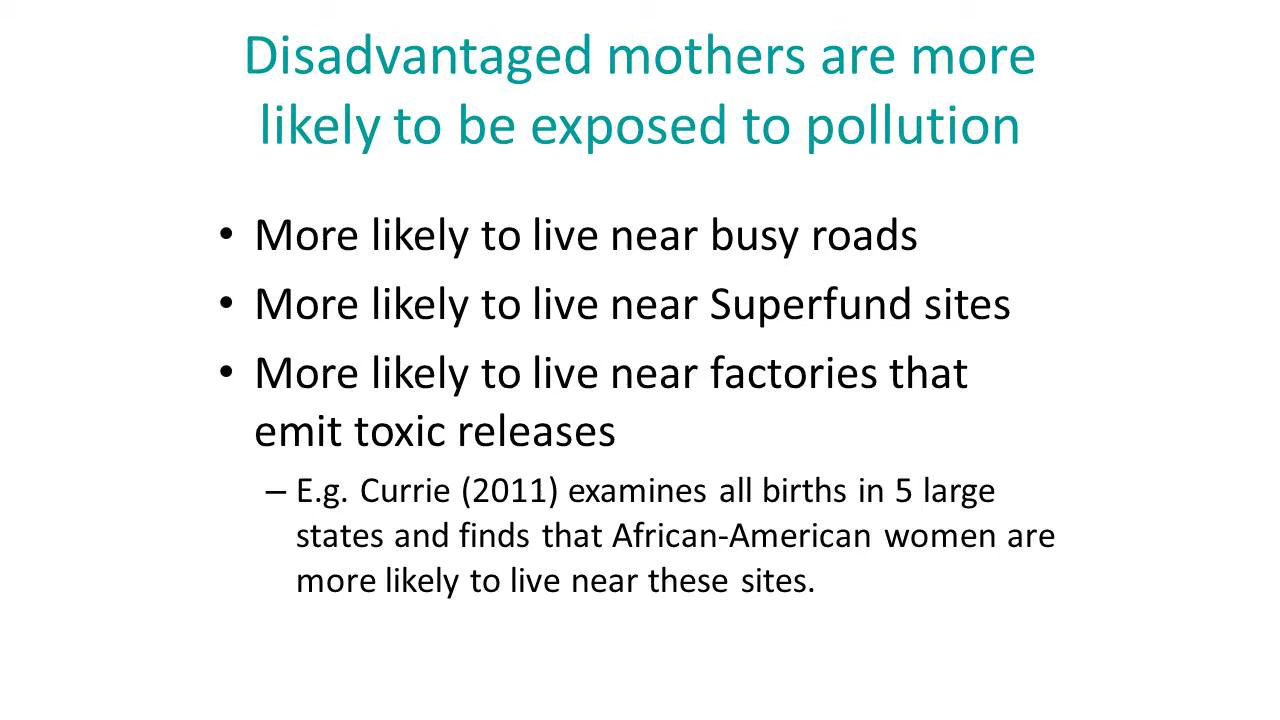 Disadvantaged mothers are more
likely to be exposed to pollution
• More likely to live near busy roads
• More likely to live near Superfund sites
• More likely to live near factories that
emit toxic releases
– E.g. Currie (2011) examines all births in 5 large
states and finds that African-American women are
more likely to live near these sites.